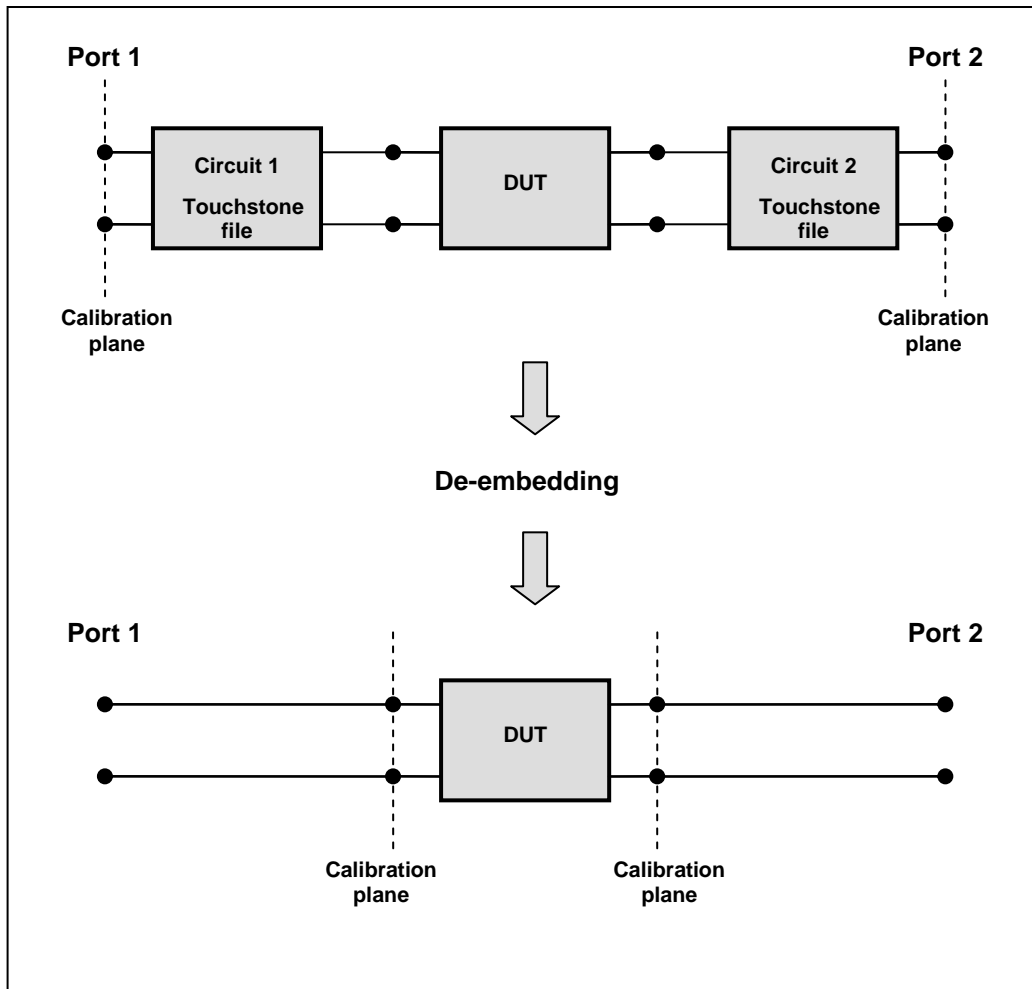 Port 1
Port 2
Circuit 1
Touchstone
file
DUT
Circuit 2
Touchstone
file
Calibration
plane
Calibration
plane
De-embedding
Port 1
Port 2
DUT
Calibration
plane
Calibration
plane